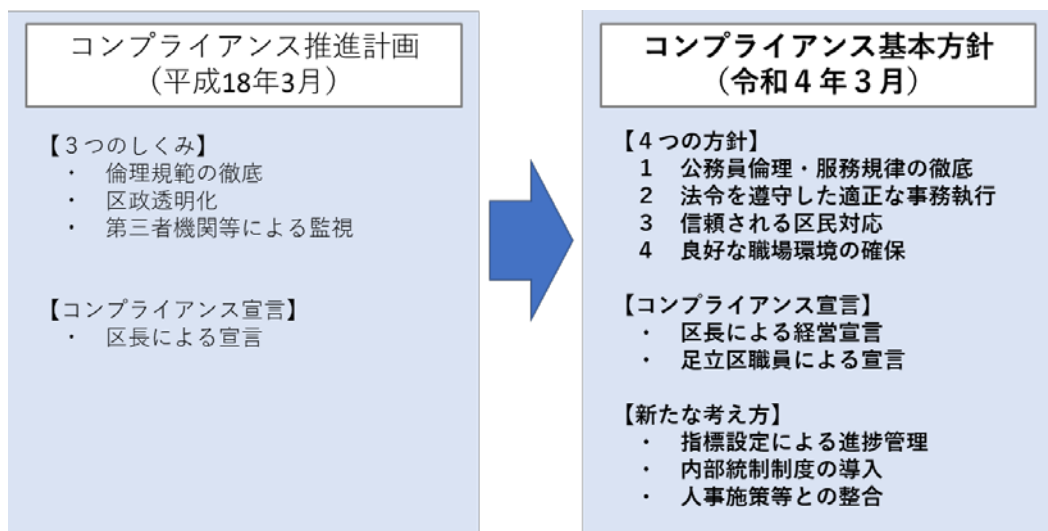 コンプライアンス推進計画
（平成18年3月）
【３つのしくみ】
・ 倫理規範の徹底
・ 区政透明化
・ 第三者機関等による監視
【コンプライアンス宣言】
・ 区長による宣言
コンプライアンス基本方針
（令和４年３月）
【４つの方針】
1 公務員倫理・服務規律の徹底
2 法令を遵守した適正な事務執行
3 信頼される区民対応
4 良好な職場環境の確保
【コンプライアンス宣言】
・ 区長による経営宣言
・ 足立区職員による宣言
【新たな考え方】
・ 指標設定による進捗管理
・ 内部統制制度の導入
・ 人事施策等との整合